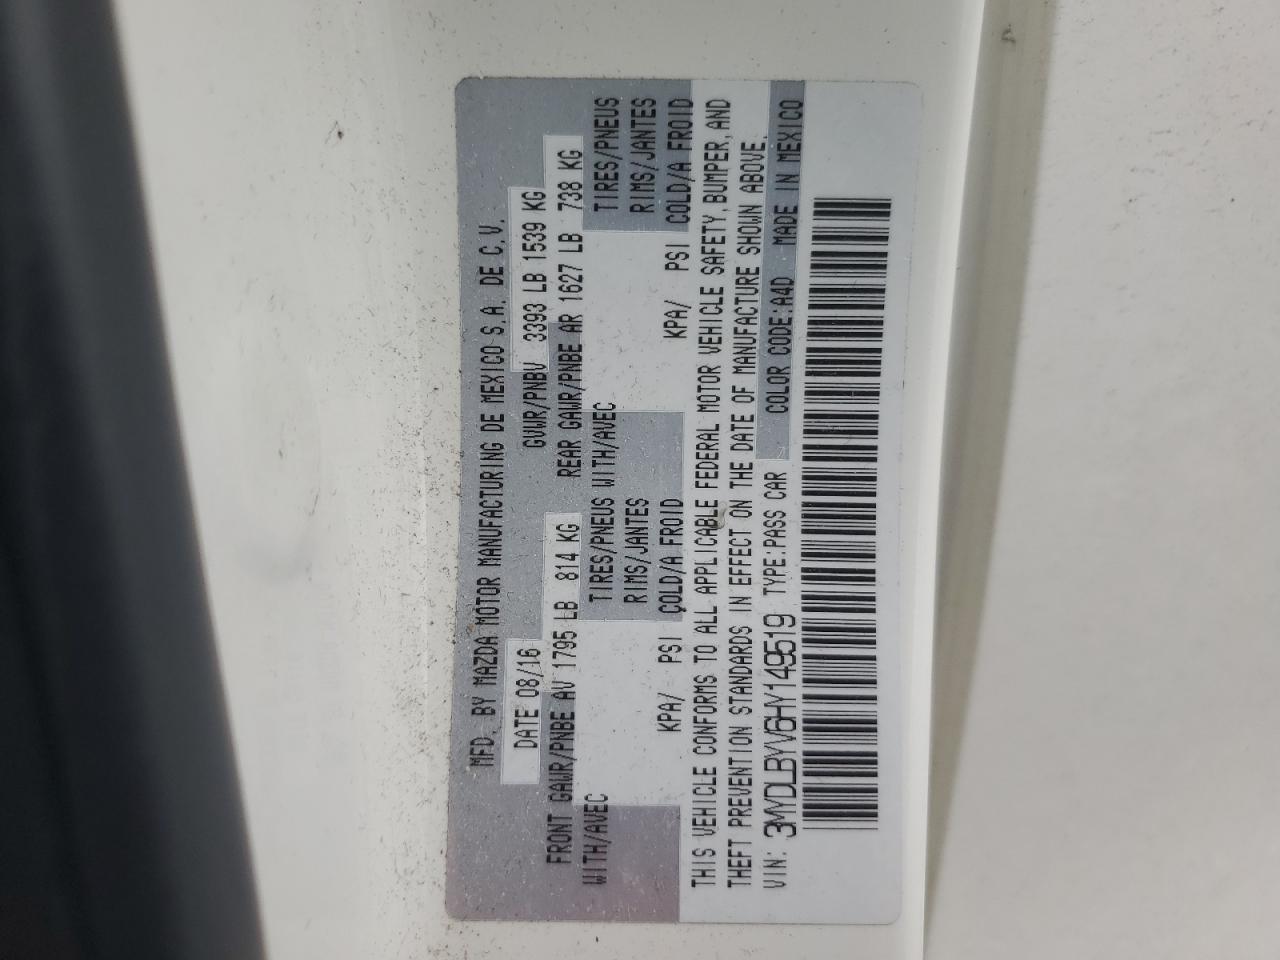 MFD. BY MAZDA MOTOR MANUFACTURING DE MEXICO S.A. DE C.V.
DATE 08/16 GVWR/PNBV 3393 LB 1539 KG
FRONT GAWR/PNBE AV 1795 LB 814 KG REAR GAWR/PNBE AR 1627 LB 738 KG
WITH/AVEC TIRES/PNEUS WITH/AVEC TIRES/PNEUS
RIMS/JANTES RIMS/JANTES
KPA/ PSI COLD/A FROID KPA/ PSI COLD/A FROID
THIS VEHICLE CONFORMS TO ALL APPLICABLE FEDERAL MOTOR VEHICLE SAFETY, BUMPER, AND
THEFT PREVENTION STANDARDS IN EFFECT ON THE DATE OF MANUFACTURE SHOWN ABOVE.
VIN: 3MYDLBYV6HY149519 TYPE:PASS CAR COLOR CODE:A4D MADE IN MEXICO